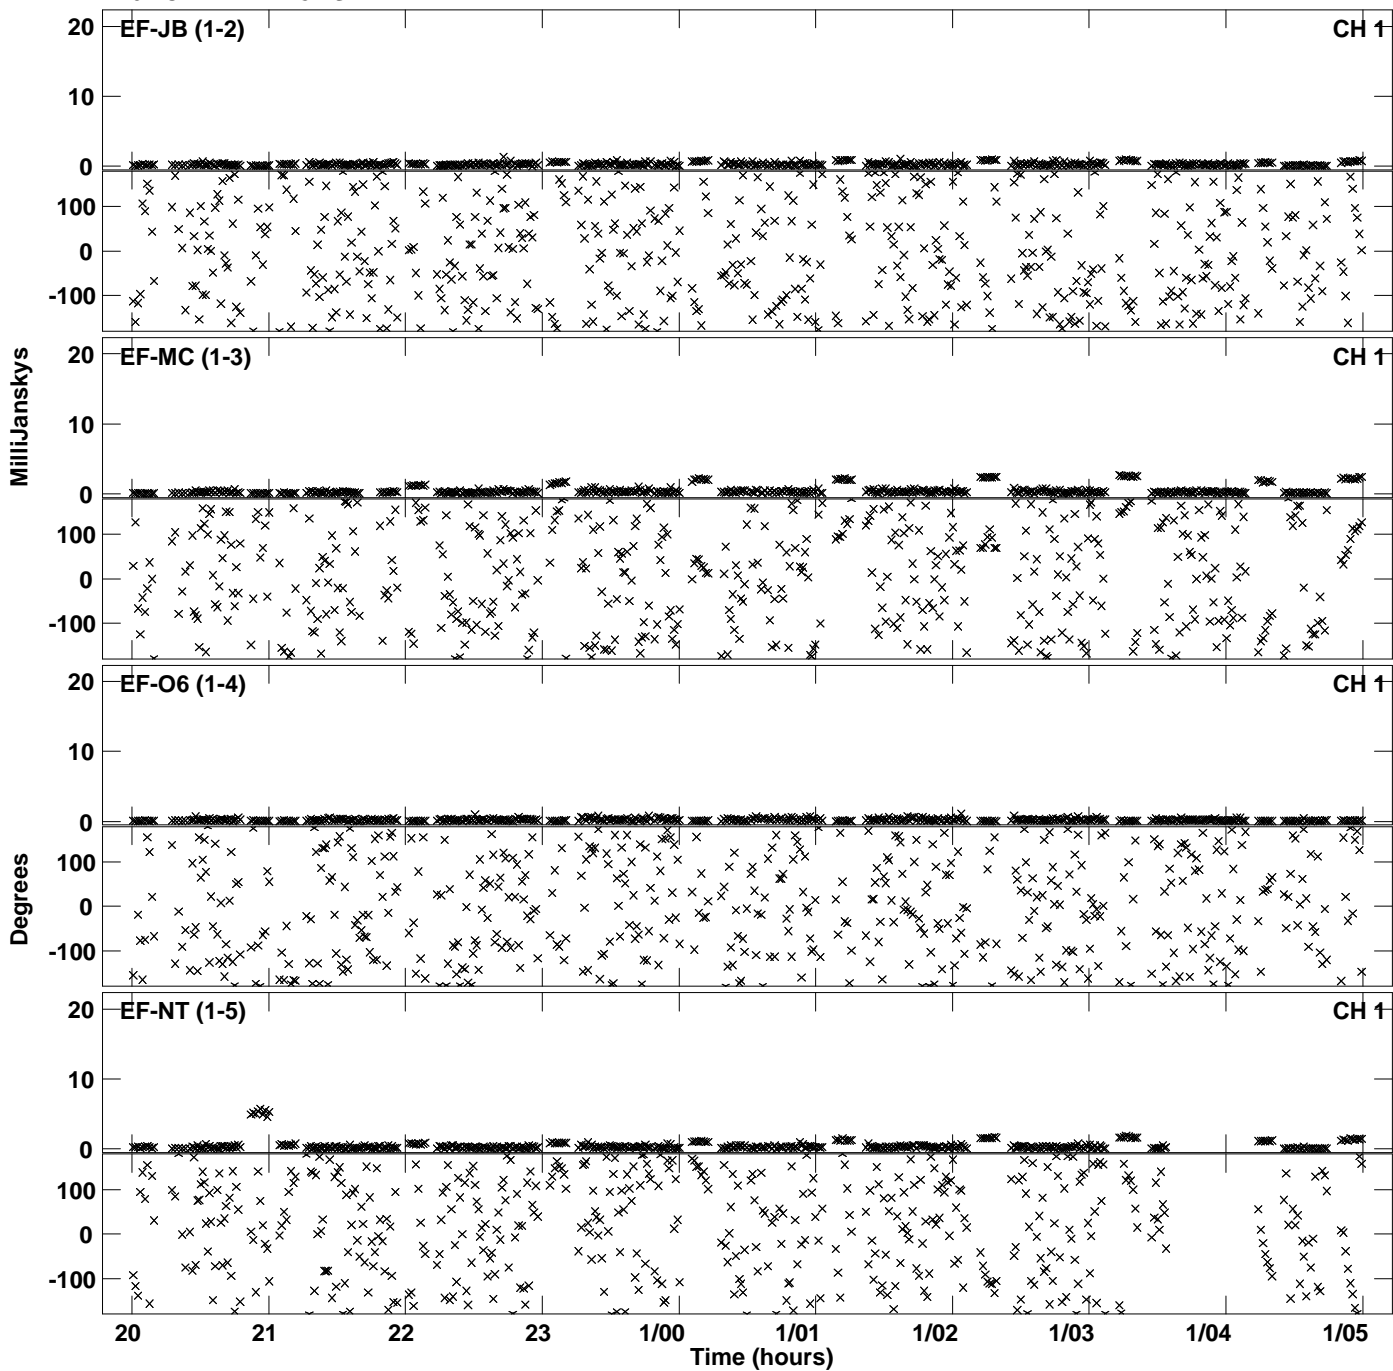 20 EF-JB (1-2) CH 1
10
0
100
0
-100
20 EF-MC (1-3) CH 1
10
0
100
0
-100
MilliJanskys
20 EF-O6 (1-4) CH 1
10
0
100
0
-100
Degrees
20 EF-NT (1-5) CH 1
10
0
100
0
-100
20 21 22 23 1/00 1/01 1/02 1/03 1/04 1/05
Time (hours)